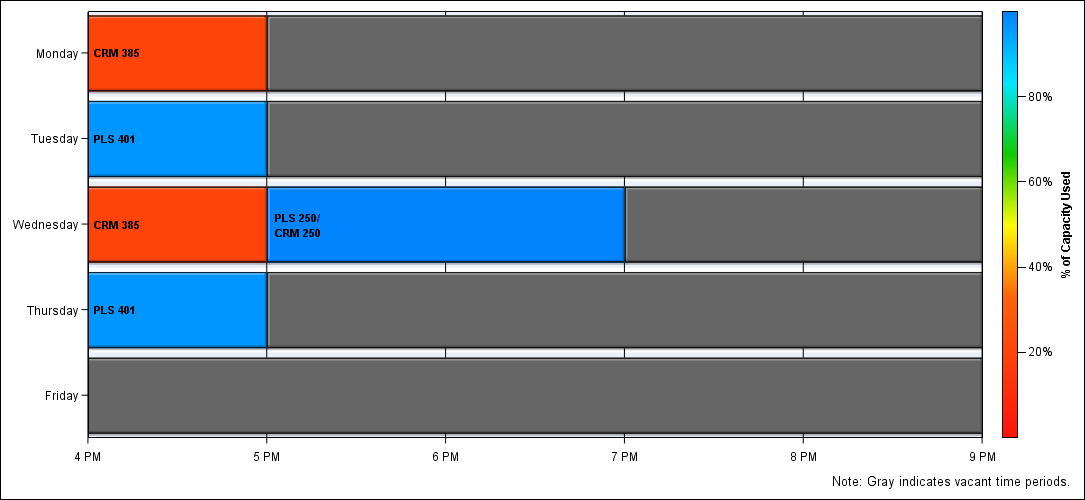 Monday
CRM 385
Tuesday
PLS 401
Wednesday
CRM 385
PLS 250/
CRM 250
Thursday
PLS 401
Friday
4 PM
5 PM
6 PM
7 PM
8 PM
9 PM
80%
60%
40%
20%
% of Capacity Used
Note: Gray indicates vacant time periods.